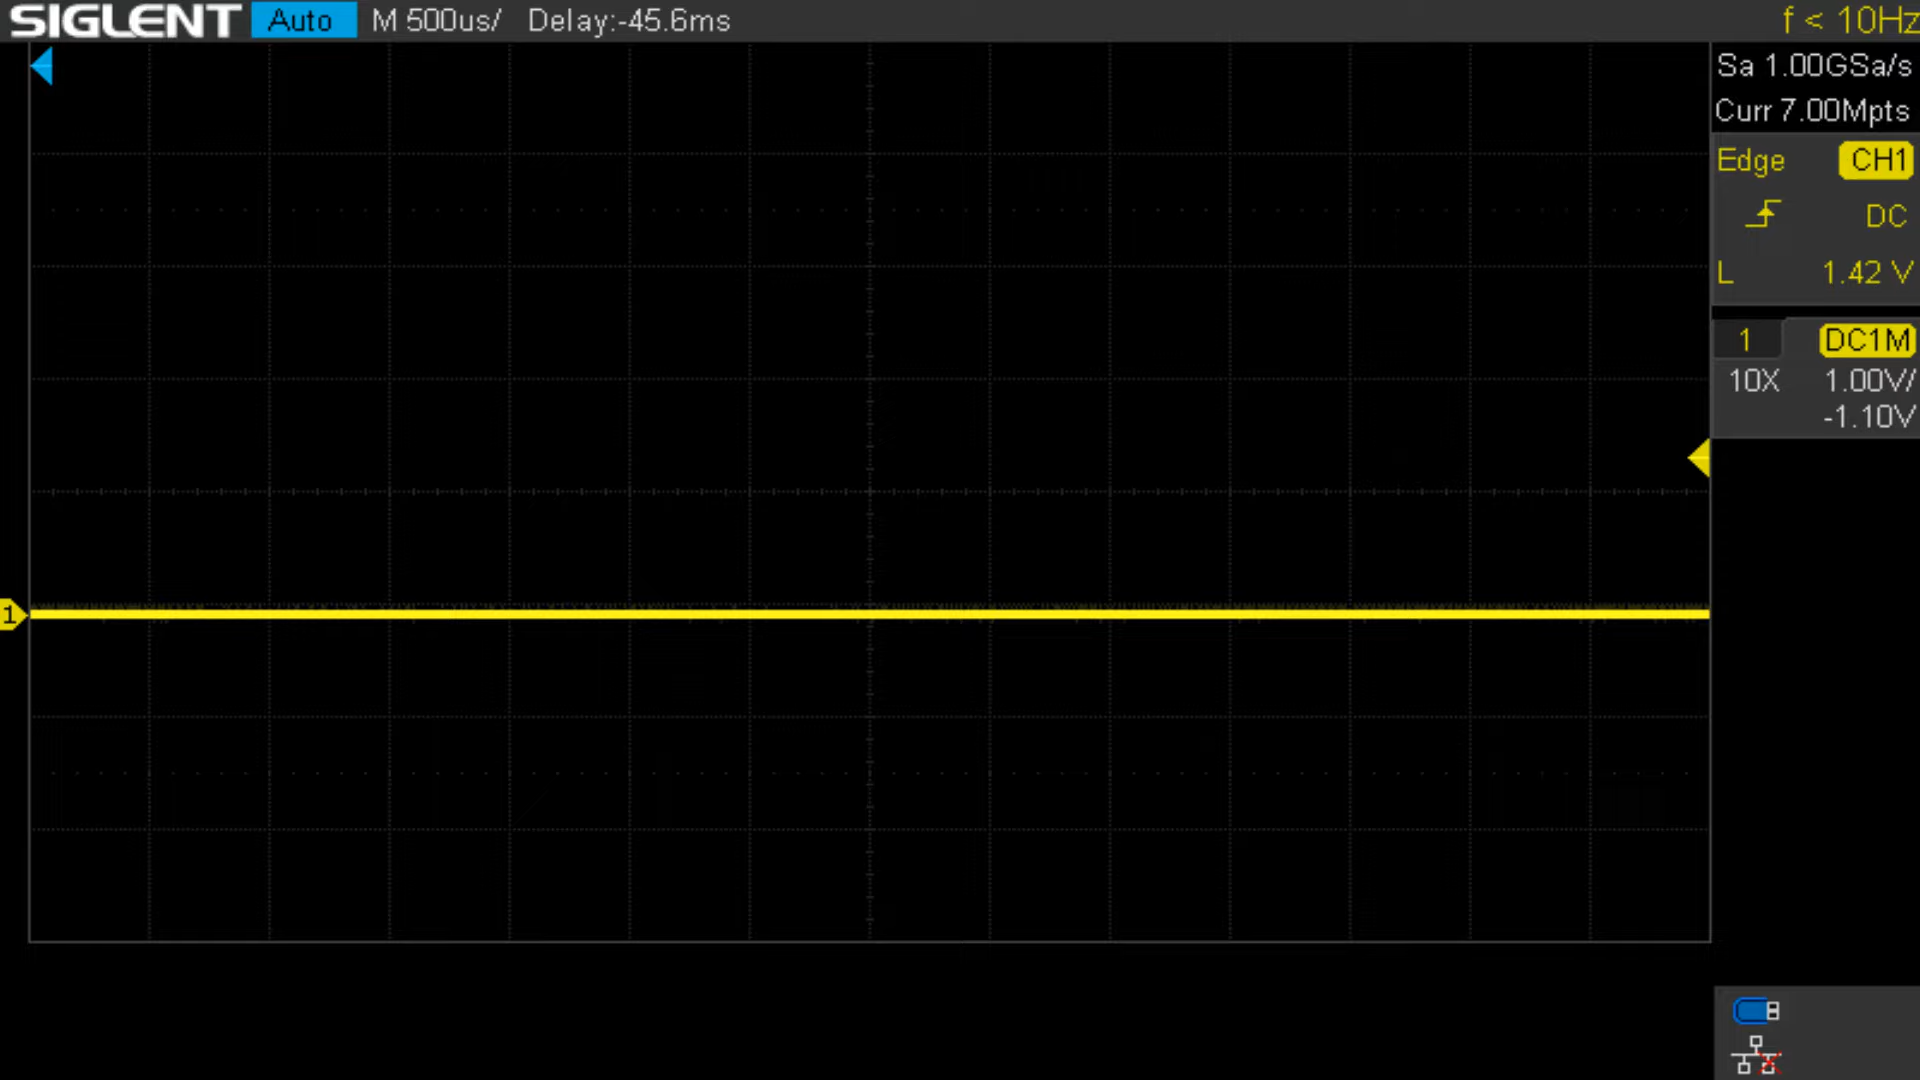 SIGLENT Auto M 500us/ Delay:-45.6ms f < 10Hz
Sa 1.00GSa/s
Curr 7.00Mpts
Edge CH1
DC
L 1.42 V
1 DC1M
10X 1.00V/
-1.10V
1